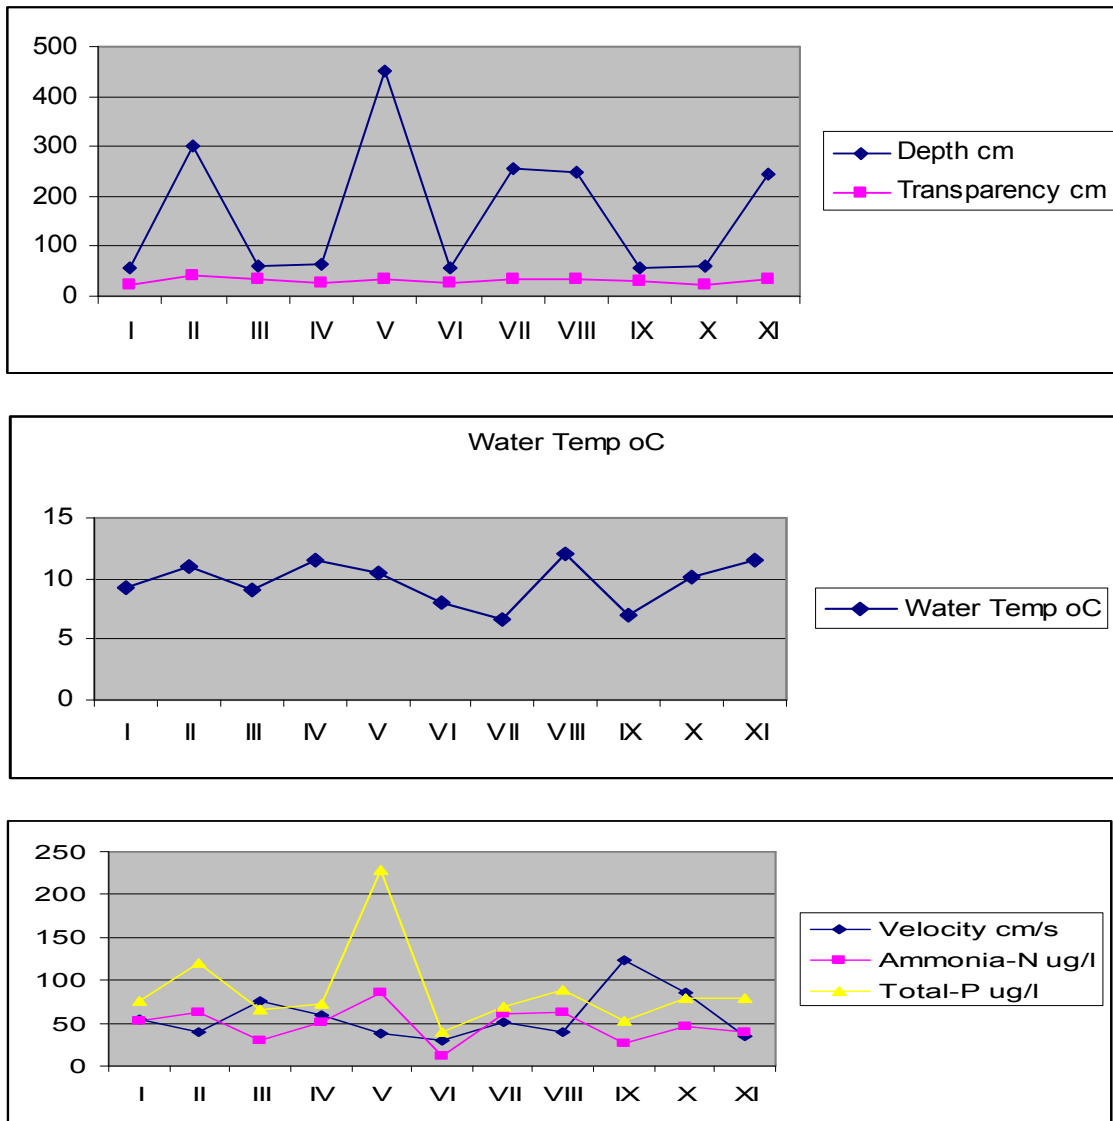 500
400
300
200
100
0
I II III IV V VI VII VIII IX X XI
Depth cm
Transparency cm
Water Temp oC
15
10
5
0
I II III IV V VI VII VIII IX X XI
Water Temp oC
250
200
150
100
50
0
I II III IV V VI VII VIII IX X XI
Velocity cm/s
Ammonia-N ug/l
Total-P ug/l